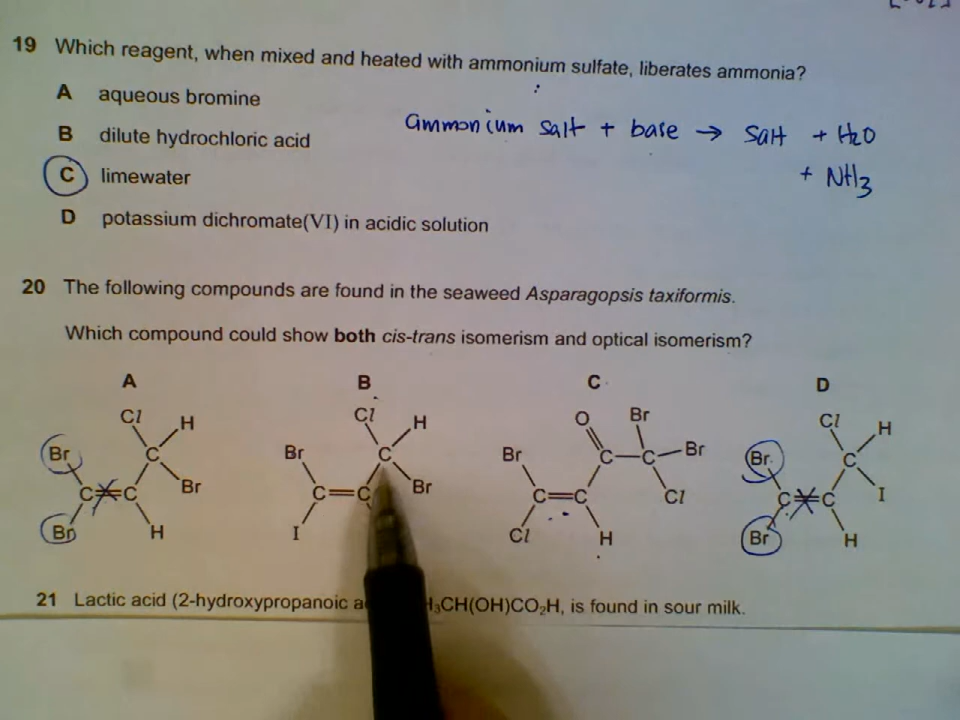 19 Which reagent, when mixed and heated with ammonium sulfate, liberates ammonia?
A aqueous bromine
B dilute hydrochloric acid
C limewater
D potassium dichromate(VI) in acidic solution
ammonium salt + base → salt + H2O
+ NH3
20 The following compounds are found in the seaweed Asparagopsis taxiformis.
Which compound could show both cis-trans isomerism and optical isomerism?
A B C D
Cl H Cl H O Br Cl H
Br C Br C Br C C Br Br C
C C Br C C Br C C Cl C C I
Br H I Cl H Br H
21 Lactic acid (2-hydroxypropanoic H3CH(OH)CO2H, is found in sour milk.